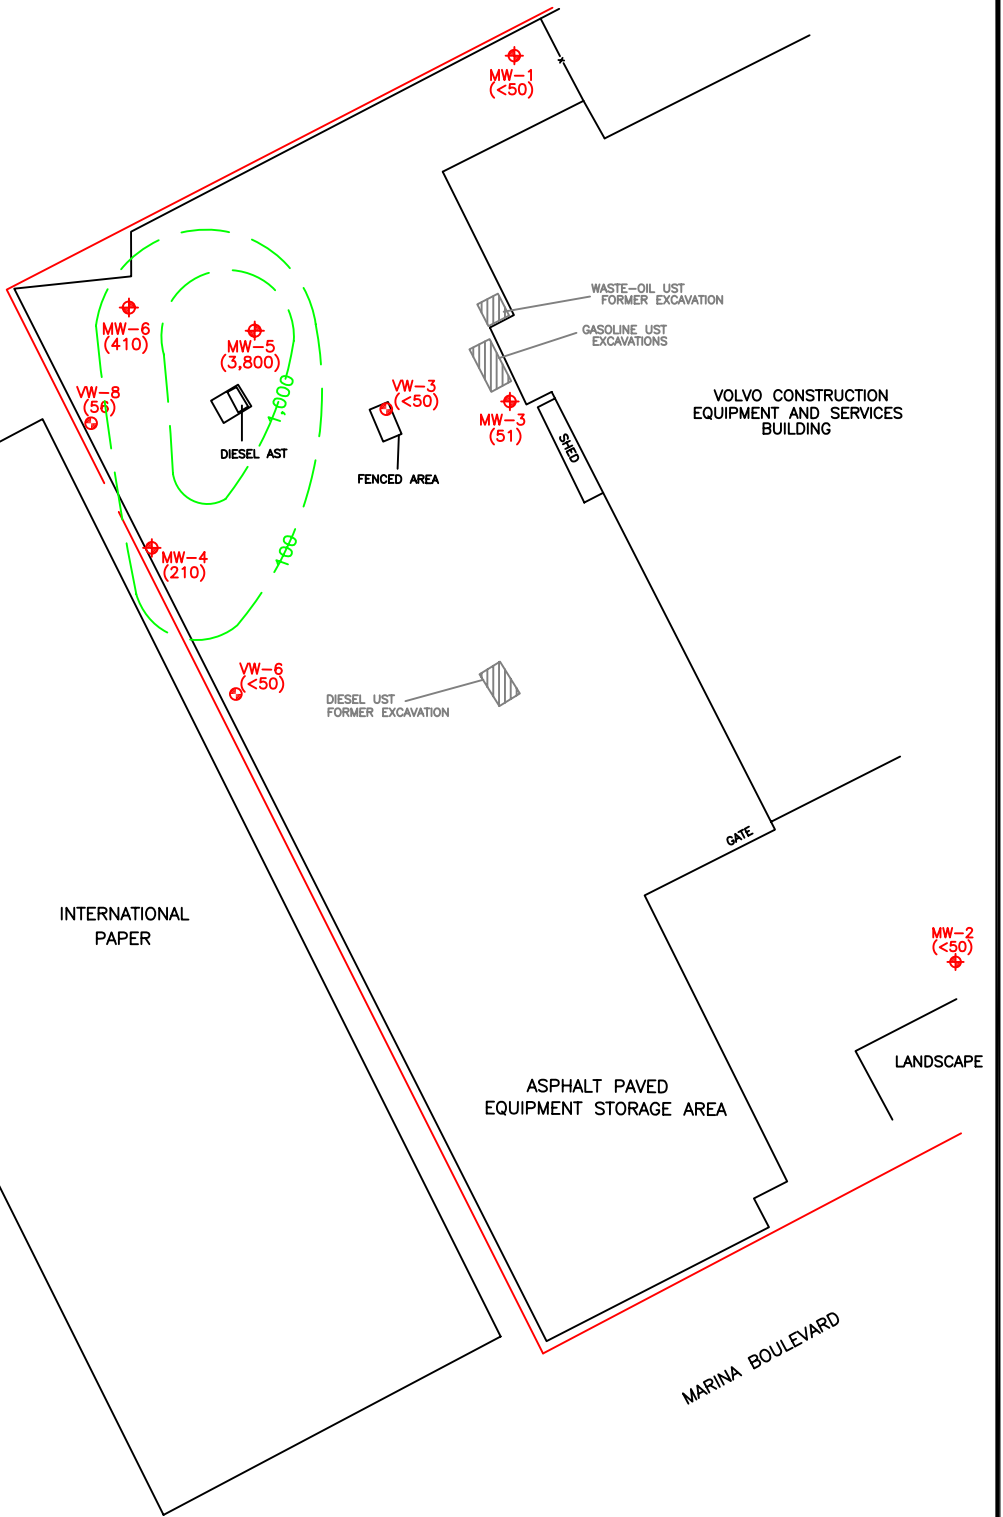 MW-1
(<50)
WASTE-OIL UST
FORMER EXCAVATION
GASOLINE UST
EXCAVATIONS
MW-6
(410)
MW-5
(3,800)
VW-8
(56)
1,000
VW-3
(<50)
MW-3
(51)
VOLVO CONSTRUCTION
EQUIPMENT AND SERVICES
BUILDING
DIESEL AST
SHED
FENCED AREA
100
MW-4
(210)
VW-6
(<50)
DIESEL UST
FORMER EXCAVATION
GATE
INTERNATIONAL
PAPER
MW-2
(<50)
LANDSCAPE
ASPHALT PAVED
EQUIPMENT STORAGE AREA
MARINA BOULEVARD